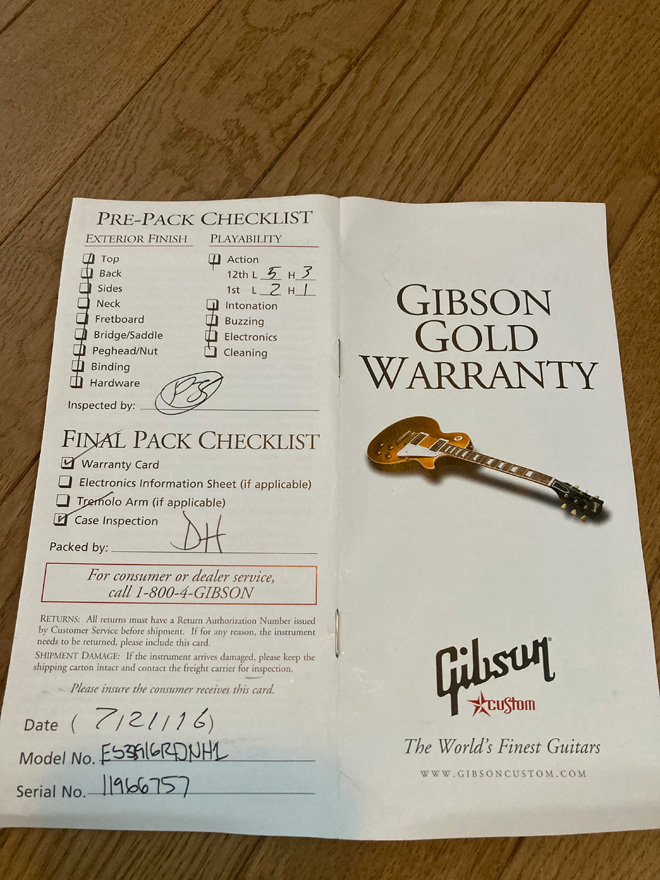 PRE-PACK CHECKLIST
EXTERIOR FINISH
Top
Back
Sides
Neck
Fretboard
Bridge/Saddle
Peghead/Nut
Binding
Hardware
PLAYABILITY
Action
12th L 5 H 3
1st L 2 H 1
Intonation
Buzzing
Electronics
Cleaning
Inspected by:
FINAL PACK CHECKLIST
Warranty Card
Electronics Information Sheet (if applicable)
Tremolo Arm (if applicable)
Case Inspection
Packed by: DH
For consumer or dealer service,
call 1-800-4-GIBSON
RETURNS: All returns must have a Return Authorization Number issued
by Customer Service before shipment. If for any reason, the instrument
needs to be returned, please include this card.
SHIPMENT DAMAGE: If the instrument arrives damaged, please keep the
shipping carton intact and contact the freight carrier for inspection.
Please insure the consumer receives this card.
Date ( 7/21/16)
Model No. ES3916RDNH1
Serial No. 11966757
GIBSON
GOLD
WARRANTY
Gibson
Custom
The World's Finest Guitars
WWW.GIBSONCUSTOM.COM